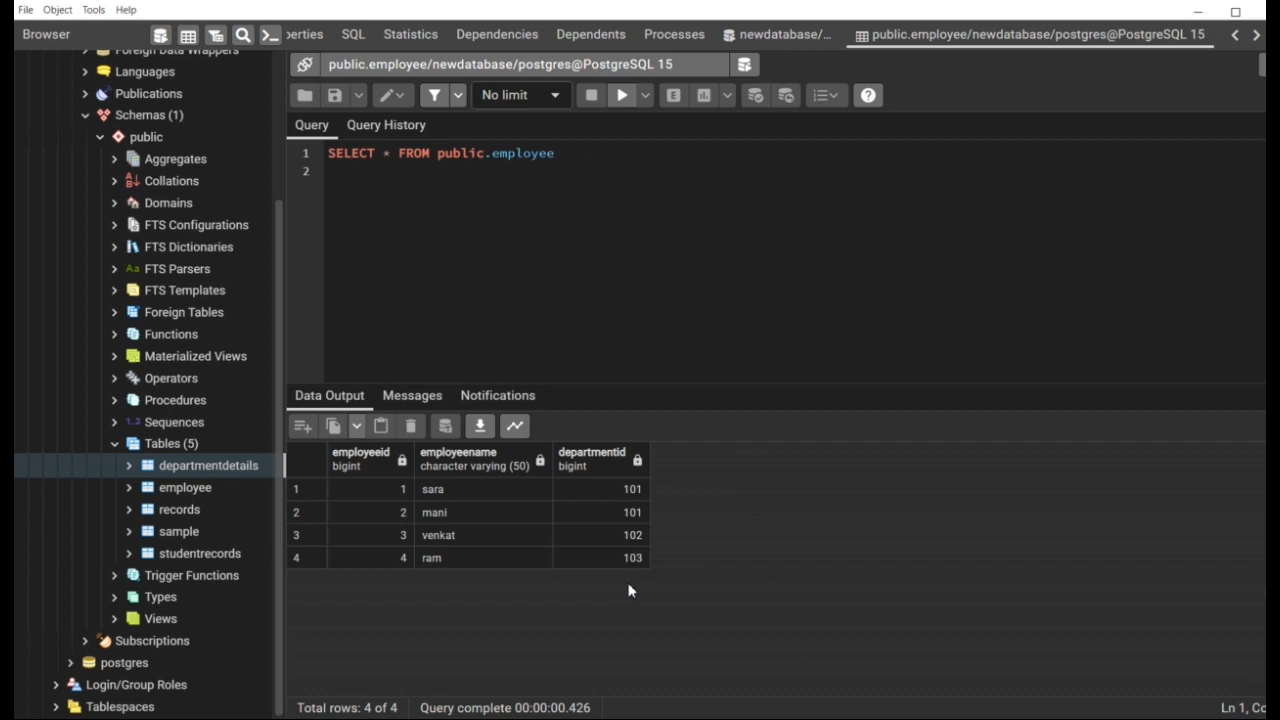 File Object Tools Help
Browser
perties SQL Statistics Dependencies Dependents Processes newdatabase/... public.employee/newdatabase/postgres@PostgreSQL 15
Foreign Data Wrappers
Languages
Publications
Schemas (1)
public
Aggregates
Collations
Domains
FTS Configurations
FTS Dictionaries
FTS Parsers
FTS Templates
Foreign Tables
Functions
Materialized Views
Operators
Procedures
Sequences
Tables (5)
departmentdetails
employee
records
sample
studentrecords
Trigger Functions
Types
Views
Subscriptions
postgres
Login/Group Roles
Tablespaces
public.employee/newdatabase/postgres@PostgreSQL 15
No limit
Query Query History
1 SELECT * FROM public.employee
2
Data Output Messages Notifications
employeeid bigint employeename character varying (50) departmentid bigint
1 1 sara 101
2 2 mani 101
3 3 venkat 102
4 4 ram 103
Total rows: 4 of 4 Query complete 00:00:00.426 Ln 1, Co